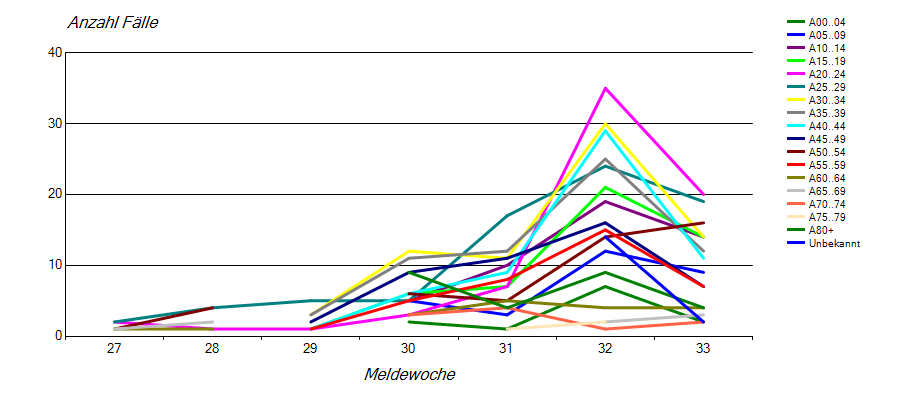 Anzahl Fälle
40
30
20
10
0
27 28 29 30 31 32 33
Meldewoche
A00..04
A05..09
A10..14
A15..19
A20..24
A25..29
A30..34
A35..39
A40..44
A45..49
A50..54
A55..59
A60..64
A65..69
A70..74
A75..79
A80+
Unbekannt